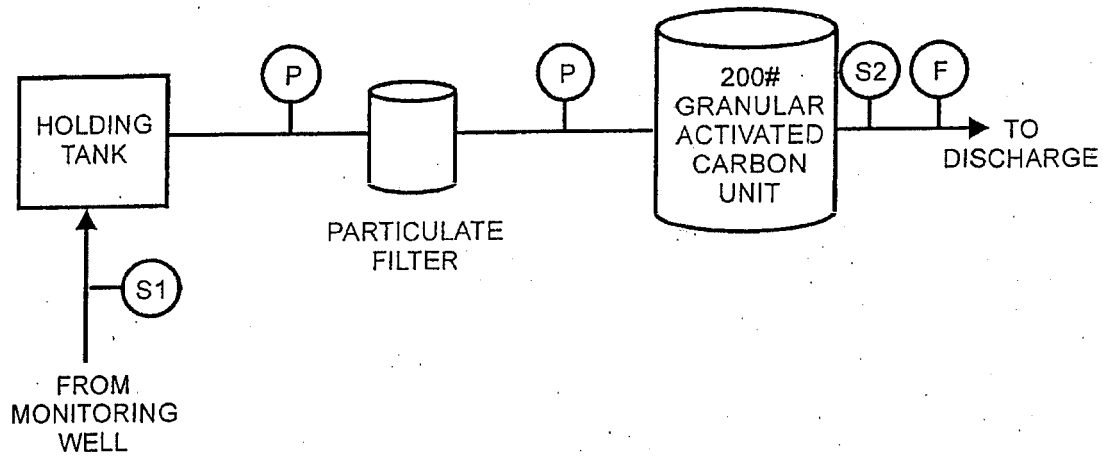 HOLDING
TANK
P
PARTICULATE
FILTER
P
200#
GRANULAR
ACTIVATED
CARBON
UNIT
S2
F
TO
DISCHARGE
S1
FROM
MONITORING
WELL